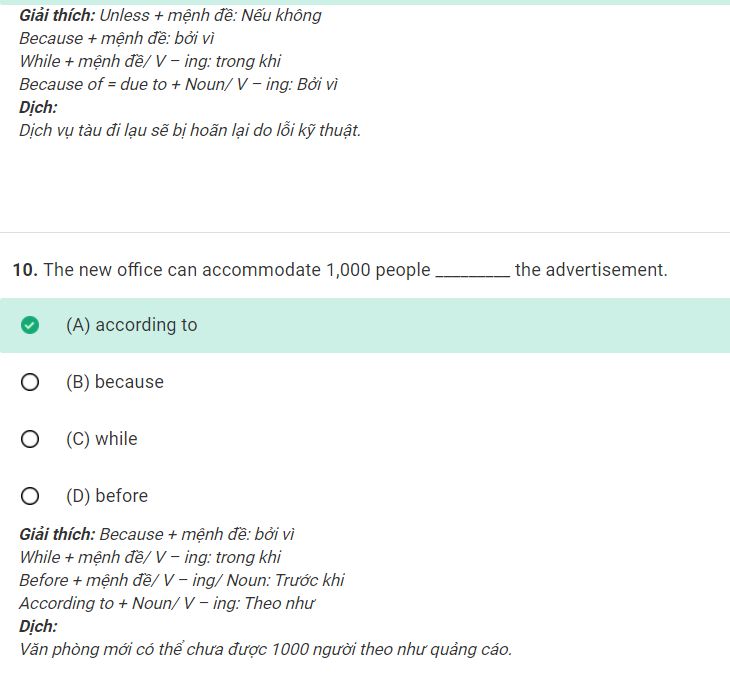 Giải thích: Unless + mệnh đề: Nếu không
Because + mệnh đề: bởi vì
While + mệnh đề/ V – ing: trong khi
Because of = due to + Noun/ V – ing: Bởi vì
Dịch:
Dịch vụ tàu đi lạu sẽ bị hoãn lại do lỗi kỹ thuật.
10. The new office can accommodate 1,000 people _________ the advertisement.
(A) according to
(B) because
(C) while
(D) before
Giải thích: Because + mệnh đề: bởi vì
While + mệnh đề/ V – ing: trong khi
Before + mệnh đề/ V – ing/ Noun: Trước khi
According to + Noun/ V – ing: Theo như
Dịch:
Văn phòng mới có thể chưa được 1000 người theo như quảng cáo.